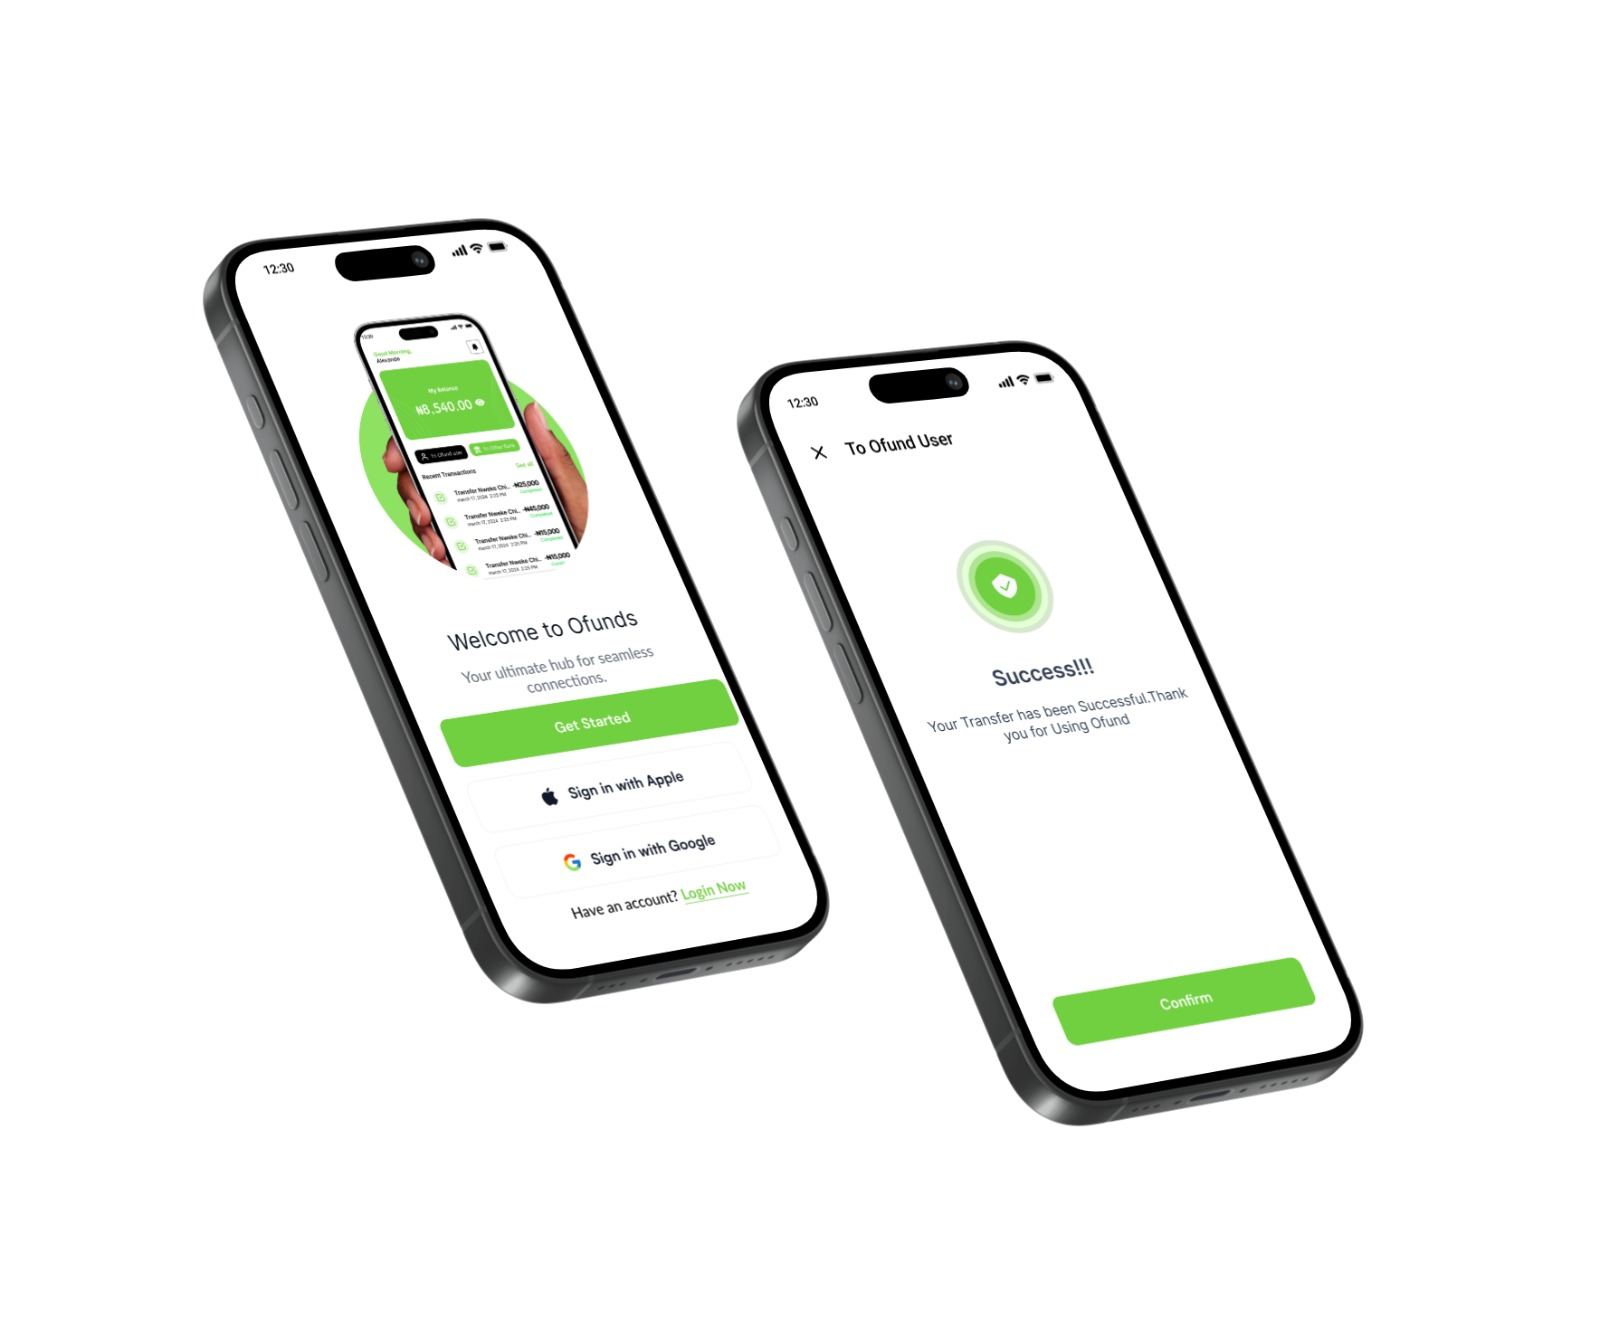 12:30
12:30
Good Morning,
Alexande
My Balance
₦8,540.00
To Ofund user
To Other Bank
Recent Transactions
See all
Transfer Nweke Chi.. -₦25,000
march 17, 2024 2:25 PM Completed
Transfer Nweke Chi.. -₦45,000
march 17, 2024 2:25 PM Completed
Transfer Nweke Chi.. -₦15,000
march 17, 2024 2:25 PM Completed
Transfer Nweke Chi.. -₦15,000
march 17, 2024 2:25 PM
Welcome to Ofunds
Your ultimate hub for seamless
connections.
Get Started
Sign in with Apple
Sign in with Google
Have an account? Login Now
12:30
To Ofund User
Success!!!
Your Transfer has been Successful.Thank
you for Using Ofund
Confirm